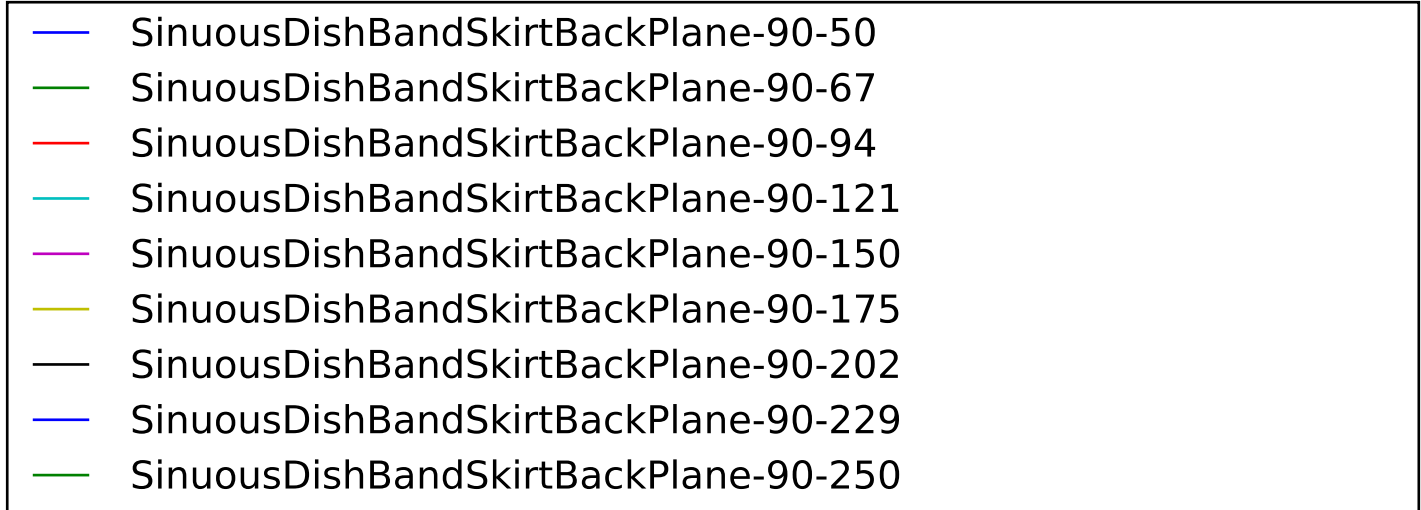 SinuousDishBandSkirtBackPlane-90-50
SinuousDishBandSkirtBackPlane-90-67
SinuousDishBandSkirtBackPlane-90-94
SinuousDishBandSkirtBackPlane-90-121
SinuousDishBandSkirtBackPlane-90-150
SinuousDishBandSkirtBackPlane-90-175
SinuousDishBandSkirtBackPlane-90-202
SinuousDishBandSkirtBackPlane-90-229
SinuousDishBandSkirtBackPlane-90-250